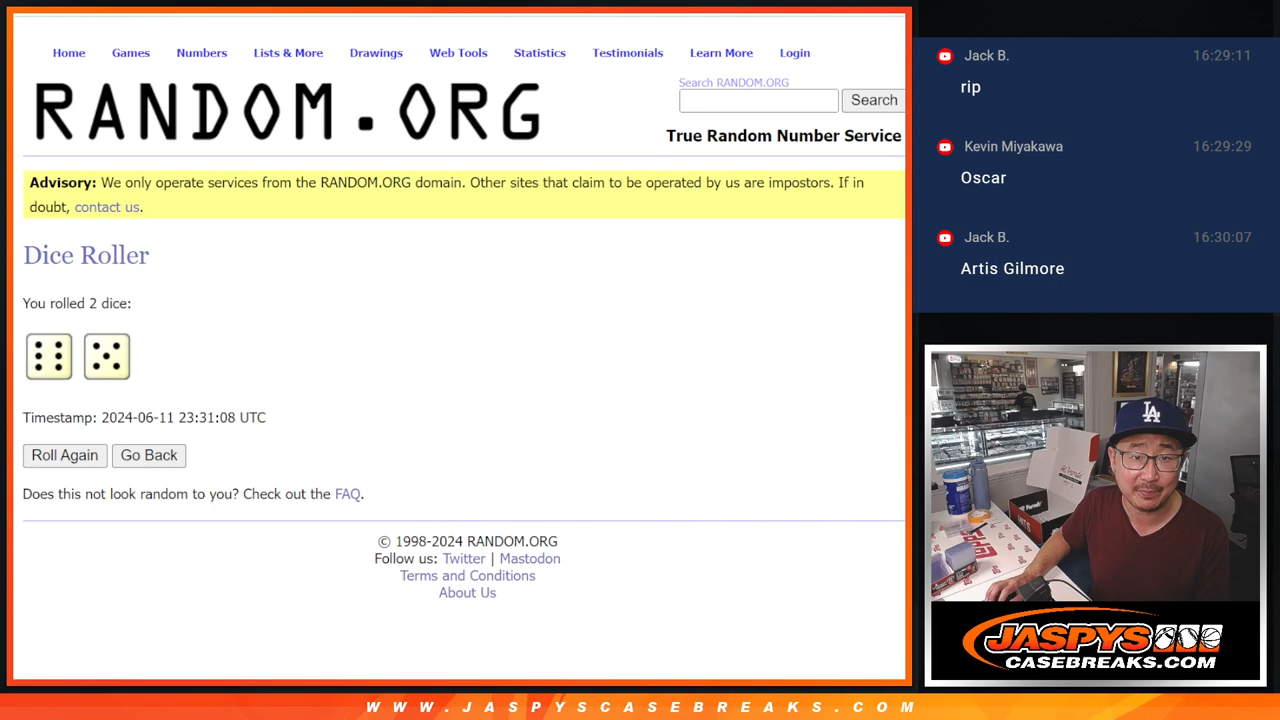 Home Games Numbers Lists & More Drawings Web Tools Statistics Testimonials Learn More Login
RANDOM.ORG
Search RANDOM.ORG
Search
True Random Number Service
Advisory: We only operate services from the RANDOM.ORG domain. Other sites that claim to be operated by us are impostors. If in
doubt, contact us.
Dice Roller
You rolled 2 dice:
Timestamp: 2024-06-11 23:31:08 UTC
Roll Again Go Back
Does this not look random to you? Check out the FAQ.
© 1998-2024 RANDOM.ORG
Follow us: Twitter | Mastodon
Terms and Conditions
About Us
Jack B. 16:29:11
rip
Kevin Miyakawa 16:29:29
Oscar
Jack B. 16:30:07
Artis Gilmore
LA
JASPYS
CASEBREAKS.COM
WWW.JASPYSCASEBREAKS.COM